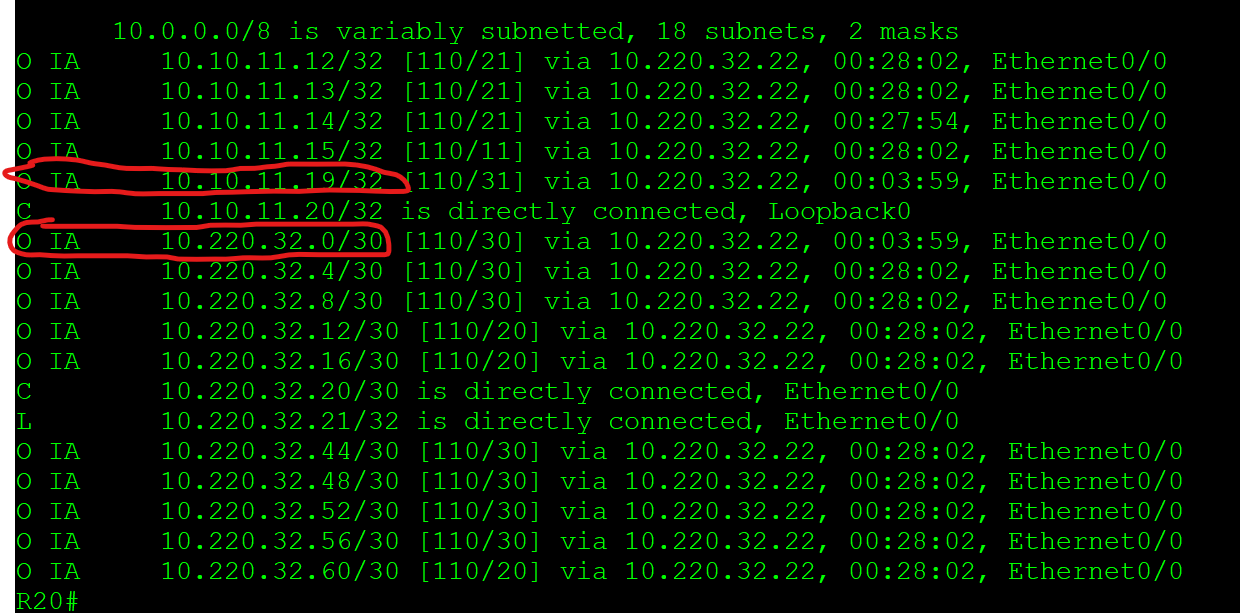 10.0.0.0/8 is variably subnetted, 18 subnets, 2 masks
O IA 10.10.11.12/32 [110/21] via 10.220.32.22, 00:28:02, Ethernet0/0
O IA 10.10.11.13/32 [110/21] via 10.220.32.22, 00:28:02, Ethernet0/0
O IA 10.10.11.14/32 [110/21] via 10.220.32.22, 00:27:54, Ethernet0/0
O IA 10.10.11.15/32 [110/11] via 10.220.32.22, 00:28:02, Ethernet0/0
O IA 10.10.11.19/32 [110/31] via 10.220.32.22, 00:03:59, Ethernet0/0
C 10.10.11.20/32 is directly connected, Loopback0
O IA 10.220.32.0/30 [110/30] via 10.220.32.22, 00:03:59, Ethernet0/0
O IA 10.220.32.4/30 [110/30] via 10.220.32.22, 00:28:02, Ethernet0/0
O IA 10.220.32.8/30 [110/30] via 10.220.32.22, 00:28:02, Ethernet0/0
O IA 10.220.32.12/30 [110/20] via 10.220.32.22, 00:28:02, Ethernet0/0
O IA 10.220.32.16/30 [110/20] via 10.220.32.22, 00:28:02, Ethernet0/0
C 10.220.32.20/30 is directly connected, Ethernet0/0
L 10.220.32.21/32 is directly connected, Ethernet0/0
O IA 10.220.32.44/30 [110/30] via 10.220.32.22, 00:28:02, Ethernet0/0
O IA 10.220.32.48/30 [110/30] via 10.220.32.22, 00:28:02, Ethernet0/0
O IA 10.220.32.52/30 [110/30] via 10.220.32.22, 00:28:02, Ethernet0/0
O IA 10.220.32.56/30 [110/30] via 10.220.32.22, 00:28:02, Ethernet0/0
O IA 10.220.32.60/30 [110/20] via 10.220.32.22, 00:28:02, Ethernet0/0
R20#